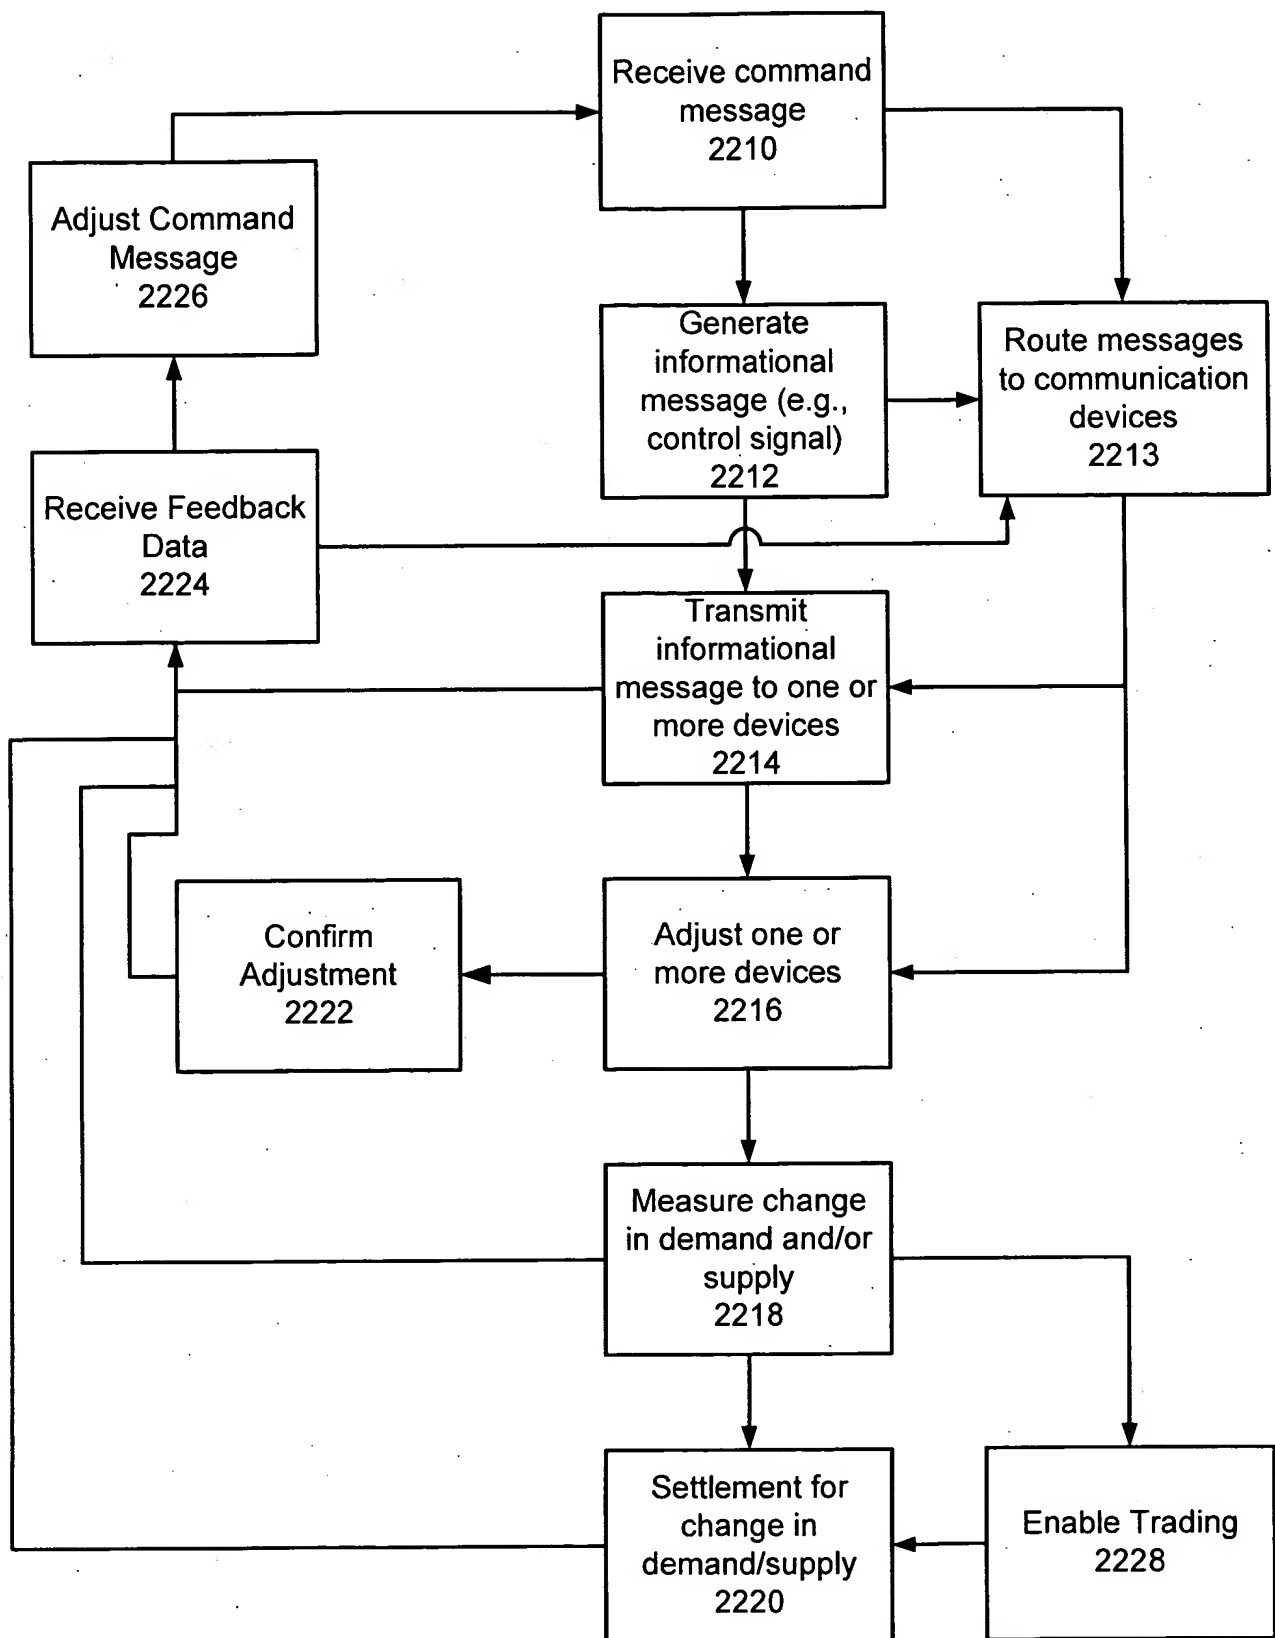 Receive command
message
2210
Adjust Command
Message
2226
Generate
informational
message (e.g.,
control signal)
2212
Route messages
to communication
devices
2213
Receive Feedback
Data
2224
Transmit
informational
message to one or
more devices
2214
Confirm
Adjustment
2222
Adjust one or
more devices
2216
Measure change
in demand and/or
supply
2218
Settlement for
change in
demand/supply
2220
Enable Trading
2228